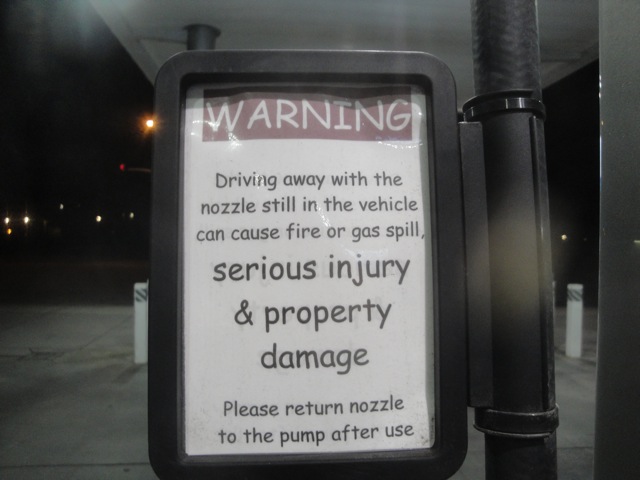 WARNING
Driving away with the
nozzle still in the vehicle
can cause fire or gas spill,
serious injury
& property
damage
Please return nozzle
to the pump after use